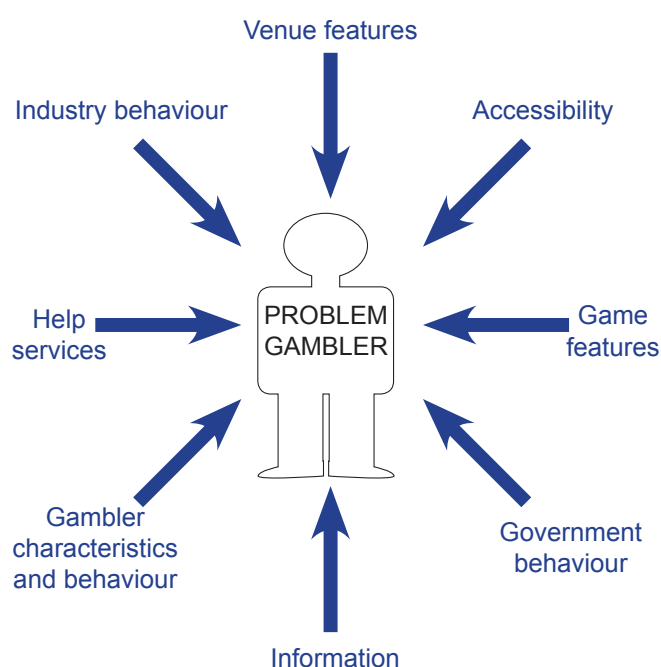 Venue features
Industry behaviour
Accessibility
PROBLEM
GAMBLER
Help
services
Game
features
Gambler
characteristics
and behaviour
Government
behaviour
Information